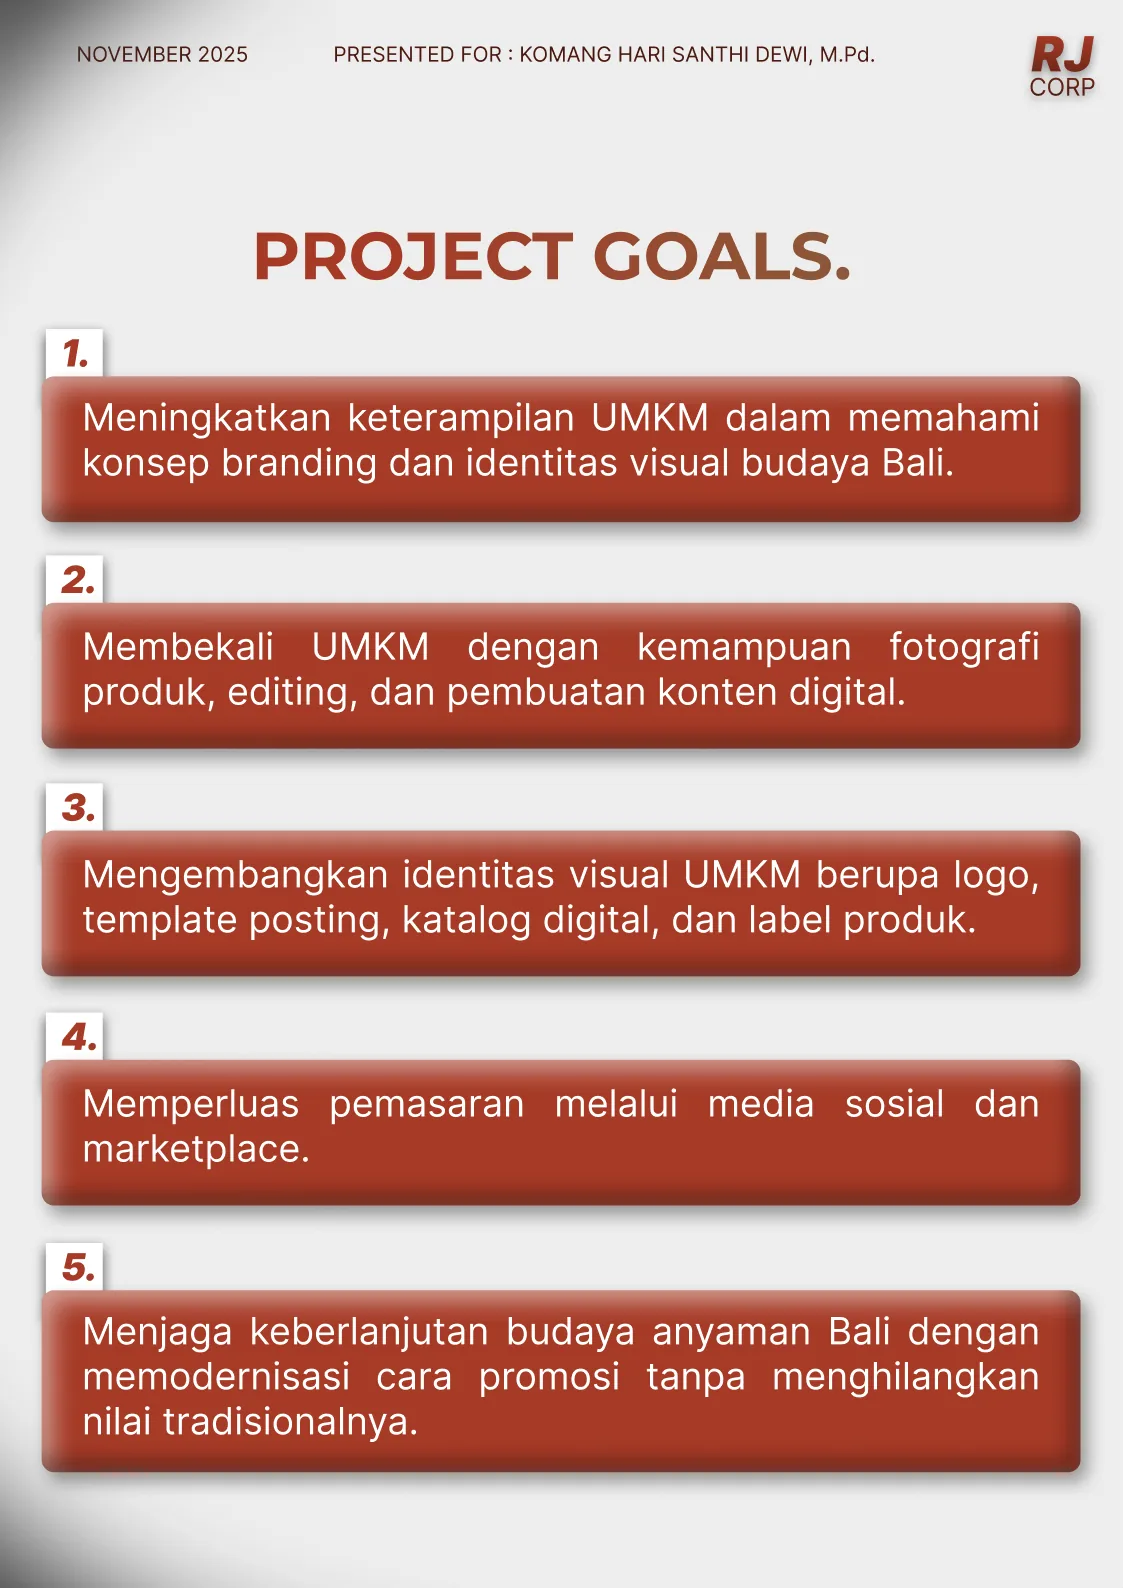 NOVEMBER 2025
PRESENTED FOR : KOMANG HARI SANTHI DEWI, M.Pd.
RJ
CORP
PROJECT GOALS.
1.
Meningkatkan keterampilan UMKM dalam memahami
konsep branding dan identitas visual budaya Bali.
2.
Membekali UMKM dengan kemampuan fotografi
produk, editing, dan pembuatan konten digital.
3.
Mengembangkan identitas visual UMKM berupa logo,
template posting, katalog digital, dan label produk.
4.
Memperluas pemasaran melalui media sosial dan
marketplace.
5.
Menjaga keberlanjutan budaya anyaman Bali dengan
memodernisasi cara promosi tanpa menghilangkan
nilai tradisionalnya.